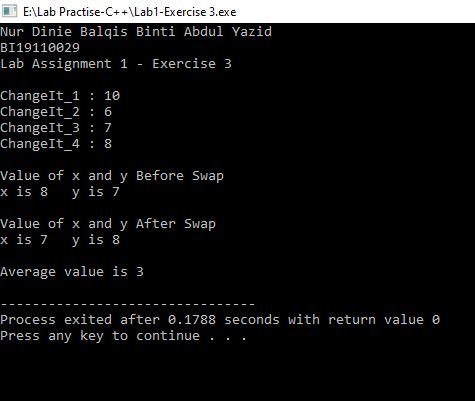 E:\Lab Practise-C++\Lab1-Exercise 3.exe
Nur Dinie Balqis Binti Abdul Yazid
BI19110029
Lab Assignment 1 - Exercise 3
ChangeIt_1 : 10
ChangeIt_2 : 6
ChangeIt_3 : 7
ChangeIt_4 : 8
Value of x and y Before Swap
x is 8   y is 7
Value of x and y After Swap
x is 7   y is 8
Average value is 3
--------------------------------
Process exited after 0.1788 seconds with return value 0
Press any key to continue . . .